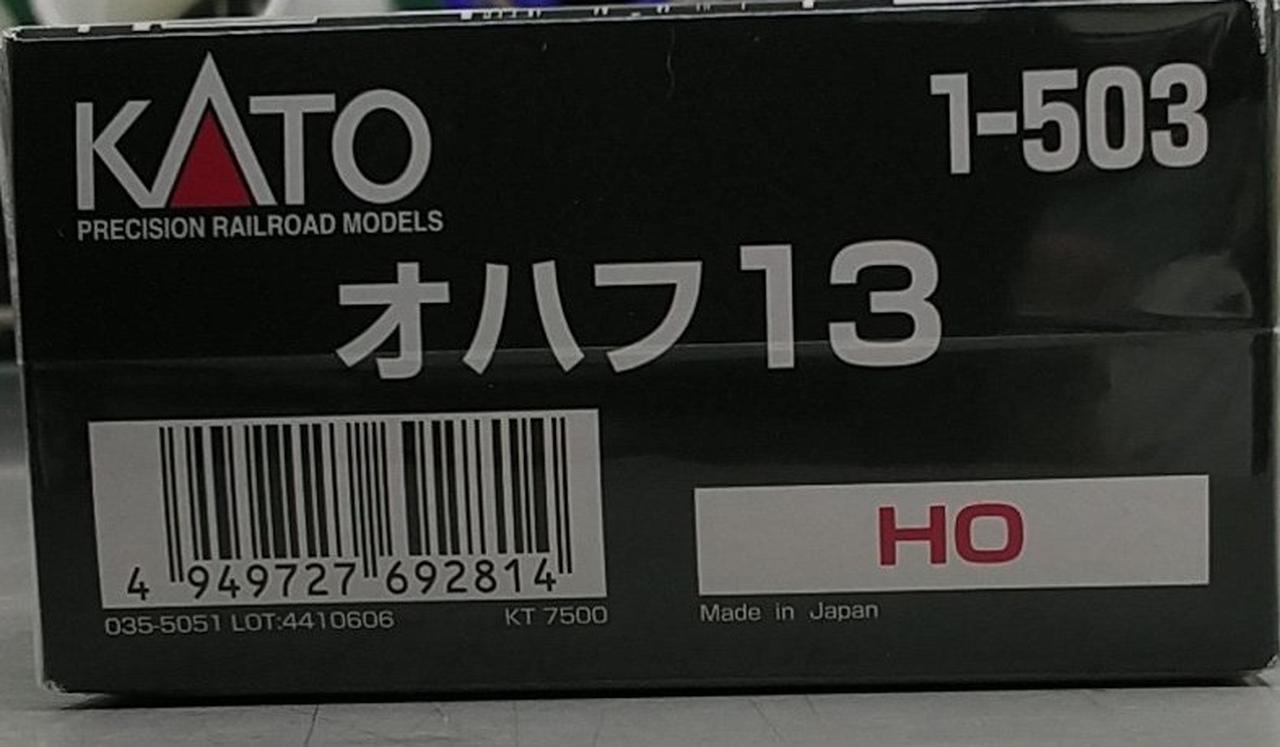 KATO 1-503
PRECISION RAILROAD MODELS
オハフ13
4 949727 692814
HO
035-5051 LOT:4410606 KT 7500
Made in Japan